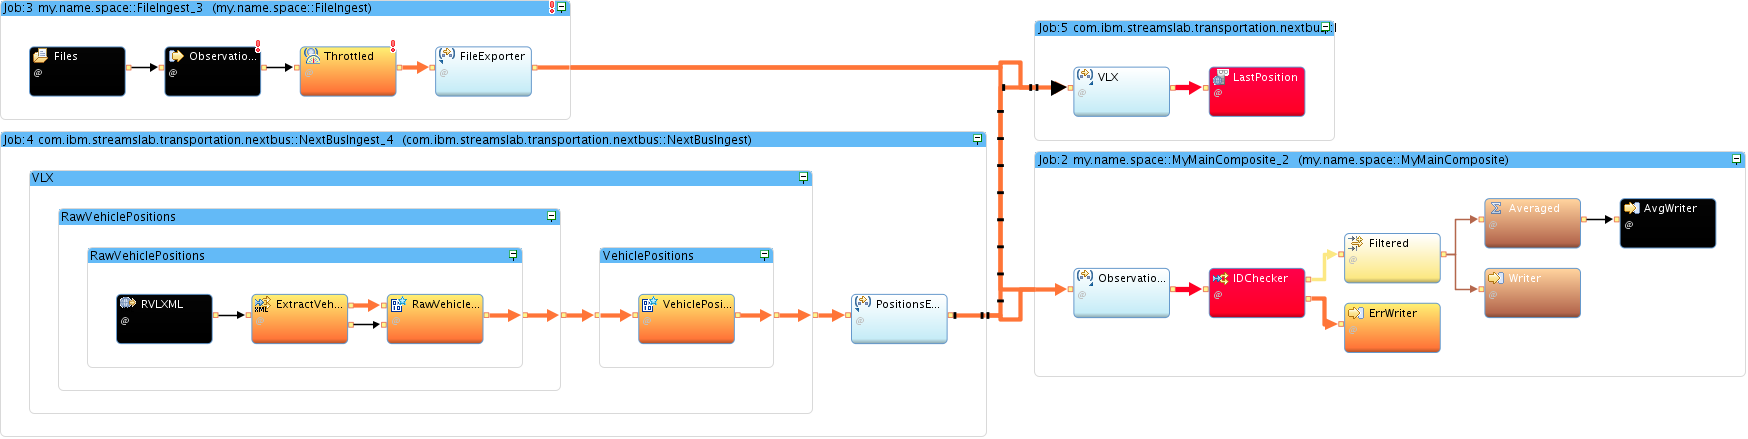 Job:3 my.name.space::FileIngest_3 (my.name.space::FileIngest)
Files
@
Observatio...
@
Throttled
@
FileExporter
@
Job:5 com.ibm.streamslab.transportation.nextbus::
VLX
@
LastPosition
@
Job:4 com.ibm.streamslab.transportation.nextbus::NextBusIngest_4 (com.ibm.streamslab.transportation.nextbus::NextBusIngest)
VLX
RawVehiclePositions
RawVehiclePositions
RVLXML
@
ExtractVeh...
@
RawVehicle...
@
VehiclePositions
VehiclePosi...
@
PositionsE...
@
Job:2 my.name.space::MyMainComposite_2 (my.name.space::MyMainComposite)
Observatio...
@
IDChecker
@
Filtered
@
ErrWriter
@
Averaged
@
Writer
@
AvgWriter
@